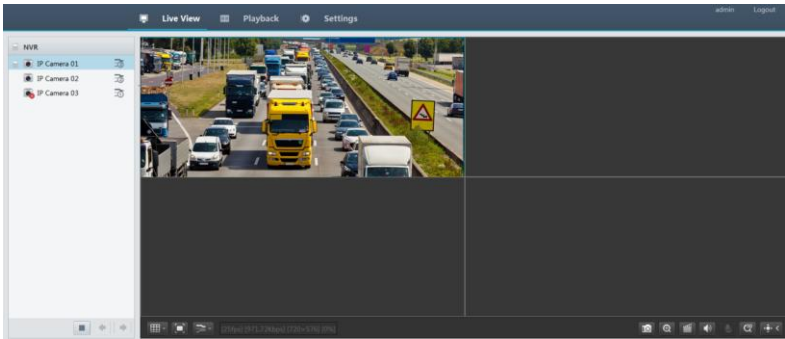 admin Logout
Live View Playback Settings
NVR
IP Camera 01
IP Camera 02
IP Camera 03